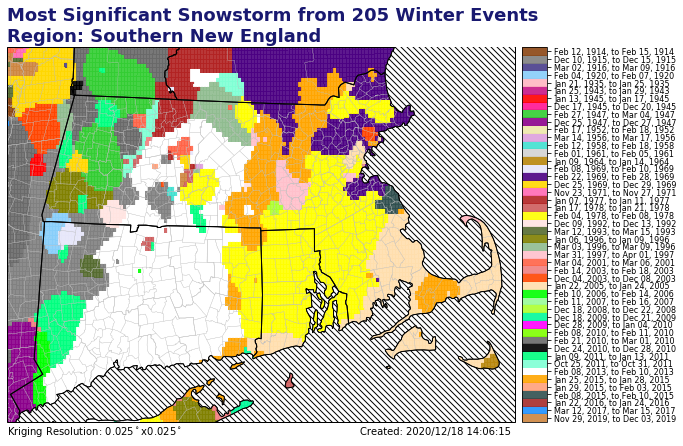 Most Significant Snowstorm from 205 Winter Events
Region: Southern New England
Feb 12, 1914, to Feb 15, 1914
Dec 10, 1915, to Dec 15, 1915
Mar 02, 1916, to Mar 09, 1916
Feb 04, 1920, to Feb 07, 1920
Jan 21, 1935, to Jan 25, 1935
Jan 25, 1943, to Jan 29, 1943
Jan 13, 1945, to Jan 17, 1945
Dec 17, 1945, to Dec 20, 1945
Dec 25, 1947, to Dec 27, 1947
Feb 27, 1947, to Mar 04, 1947
Feb 17, 1952, to Feb 18, 1952
Mar 14, 1956, to Mar 17, 1956
Feb 12, 1958, to Feb 18, 1958
Feb 01, 1961, to Feb 05, 1961
Jan 09, 1964, to Jan 14, 1964
Feb 08, 1969, to Feb 10, 1969
Feb 22, 1969, to Feb 28, 1969
Dec 25, 1969, to Dec 29, 1969
Nov 23, 1971, to Nov 27, 1971
Jan 07, 1977, to Jan 11, 1977
Jan 17, 1978, to Jan 21, 1978
Feb 04, 1978, to Feb 08, 1978
Dec 09, 1992, to Dec 13, 1992
Mar 12, 1993, to Mar 15, 1993
Jan 06, 1996, to Jan 09, 1996
Mar 03, 1996, to Mar 09, 1996
Mar 31, 1997, to Apr 01, 1997
Mar 04, 2001, to Mar 06, 2001
Feb 14, 2003, to Feb 18, 2003
Dec 04, 2003, to Dec 08, 2003
Jan 22, 2005, to Jan 24, 2005
Feb 10, 2006, to Feb 14, 2006
Feb 11, 2007, to Feb 16, 2007
Dec 18, 2008, to Dec 22, 2008
Dec 18, 2009, to Dec 21, 2009
Dec 28, 2009, to Jan 04, 2010
Feb 08, 2010, to Feb 11, 2010
Feb 21, 2010, to Mar 01, 2010
Dec 24, 2010, to Dec 28, 2010
Jan 09, 2011, to Jan 13, 2011
Oct 25, 2011, to Oct 31, 2011
Feb 08, 2013, to Feb 10, 2013
Jan 25, 2015, to Jan 28, 2015
Jan 29, 2015, to Feb 03, 2015
Feb 08, 2015, to Feb 10, 2015
Jan 22, 2016, to Jan 24, 2016
Mar 12, 2017, to Mar 15, 2017
Nov 29, 2019, to Dec 03, 2019
Kriging Resolution: 0.025°x0.025°
Created: 2020/12/18 14:06:15